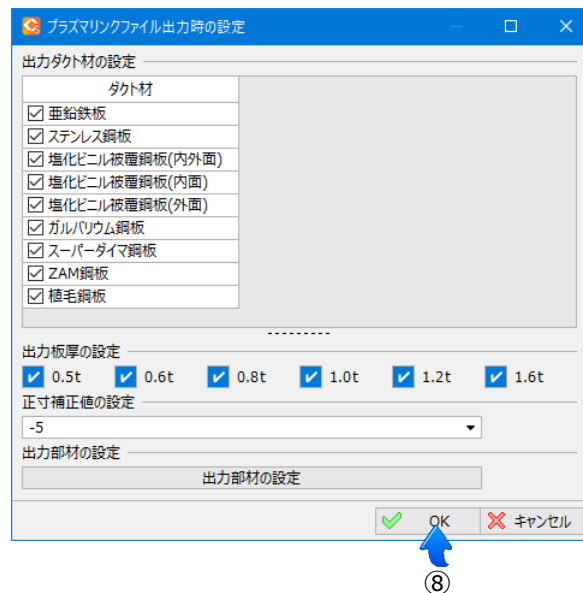 プラズマリンクファイル出力時の設定
出力ダクト材の設定
ダクト材
亜鉛鉄板
ステンレス鋼板
塩化ビニル被覆鋼板(内外面)
塩化ビニル被覆鋼板(内面)
塩化ビニル被覆鋼板(外面)
ガルバリウム鋼板
スーパーダイマ鋼板
ZAM鋼板
植毛鋼板
出力板厚の設定
0.5t 0.6t 0.8t 1.0t 1.2t 1.6t
正寸補正値の設定
-5
出力部材の設定
出力部材の設定
OK キャンセル
⑧